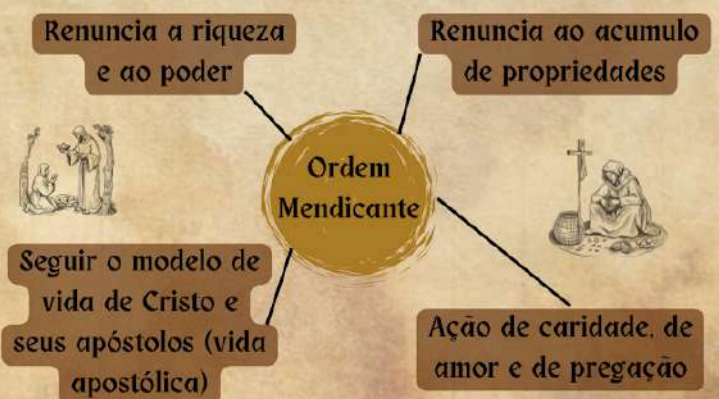 Renuncia a riqueza
e ao poder
Renuncia ao acumulo
de propriedades
Ordem
Mendicante
Seguir o modelo de
vida de Cristo e
seus apóstolos (vida
apostólica)
Ação de caridade, de
amor e de pregação